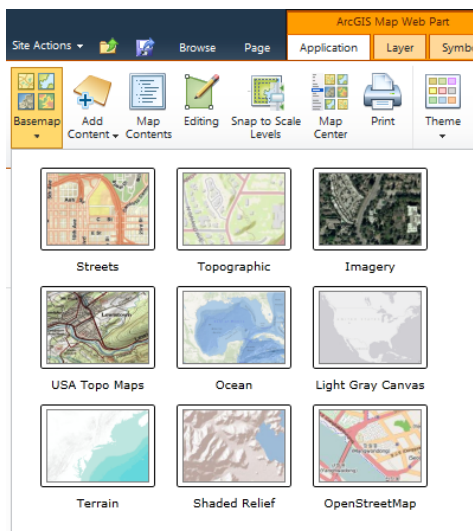 ArcGIS Map Web Part
Site Actions Browse Page Application Layer Symbo
Basemap Add Content Map Contents Editing Snap to Scale Levels Map Center Print Theme
Streets Topographic Imagery
USA Topo Maps Ocean Light Gray Canvas
Terrain Shaded Relief OpenStreetMap